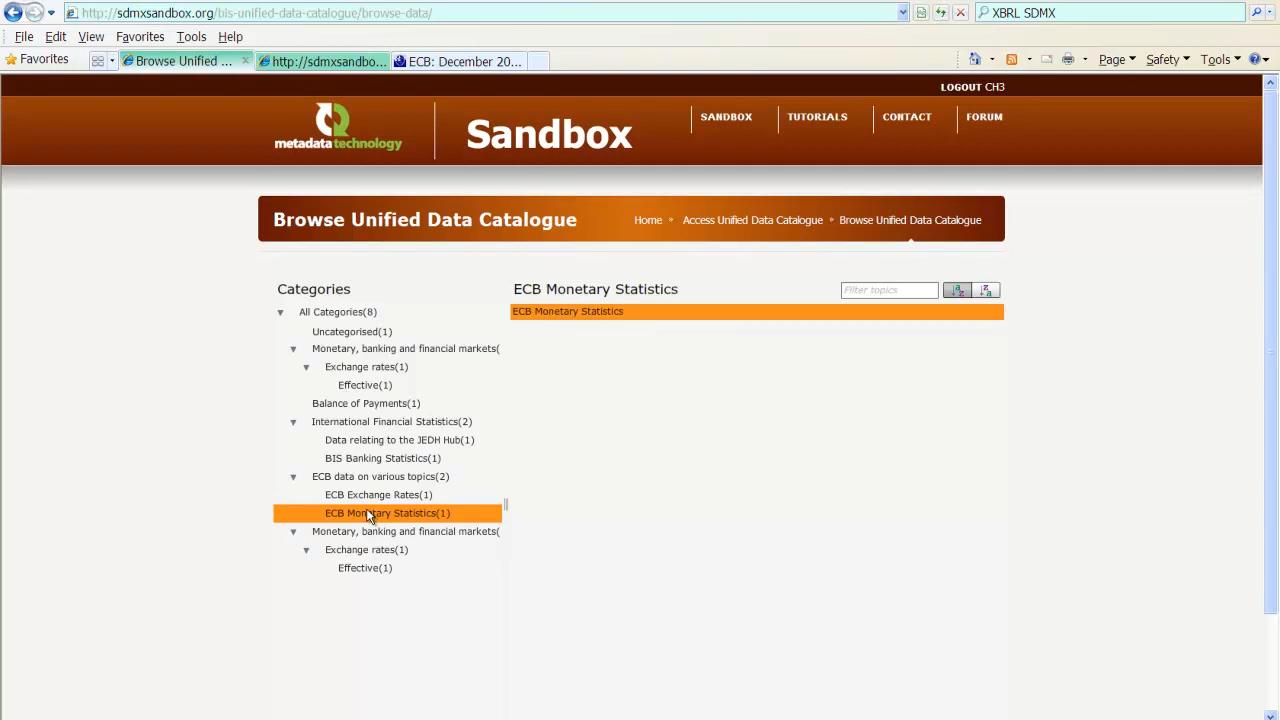 http://sdmxsandbox.org/bis-unified-data-catalogue/browse-data/
XBRL SDMX
File Edit View Favorites Tools Help
Favorites
Browse Unified ...
http://sdmxsandbo...
ECB: December 20...
Page Safety Tools
LOGOUT CH3
metadatatechnology
Sandbox
SANDBOX TUTORIALS CONTACT FORUM
Browse Unified Data Catalogue
Home » Access Unified Data Catalogue » Browse Unified Data Catalogue
Categories
All Categories(8)
Uncategorised(1)
Monetary, banking and financial markets(
Exchange rates(1)
Effective(1)
Balance of Payments(1)
International Financial Statistics(2)
Data relating to the JEDH Hub(1)
BIS Banking Statistics(1)
ECB data on various topics(2)
ECB Exchange Rates(1)
ECB Monetary Statistics(1)
Monetary, banking and financial markets(
Exchange rates(1)
Effective(1)
ECB Monetary Statistics
Filter topics
ECB Monetary Statistics